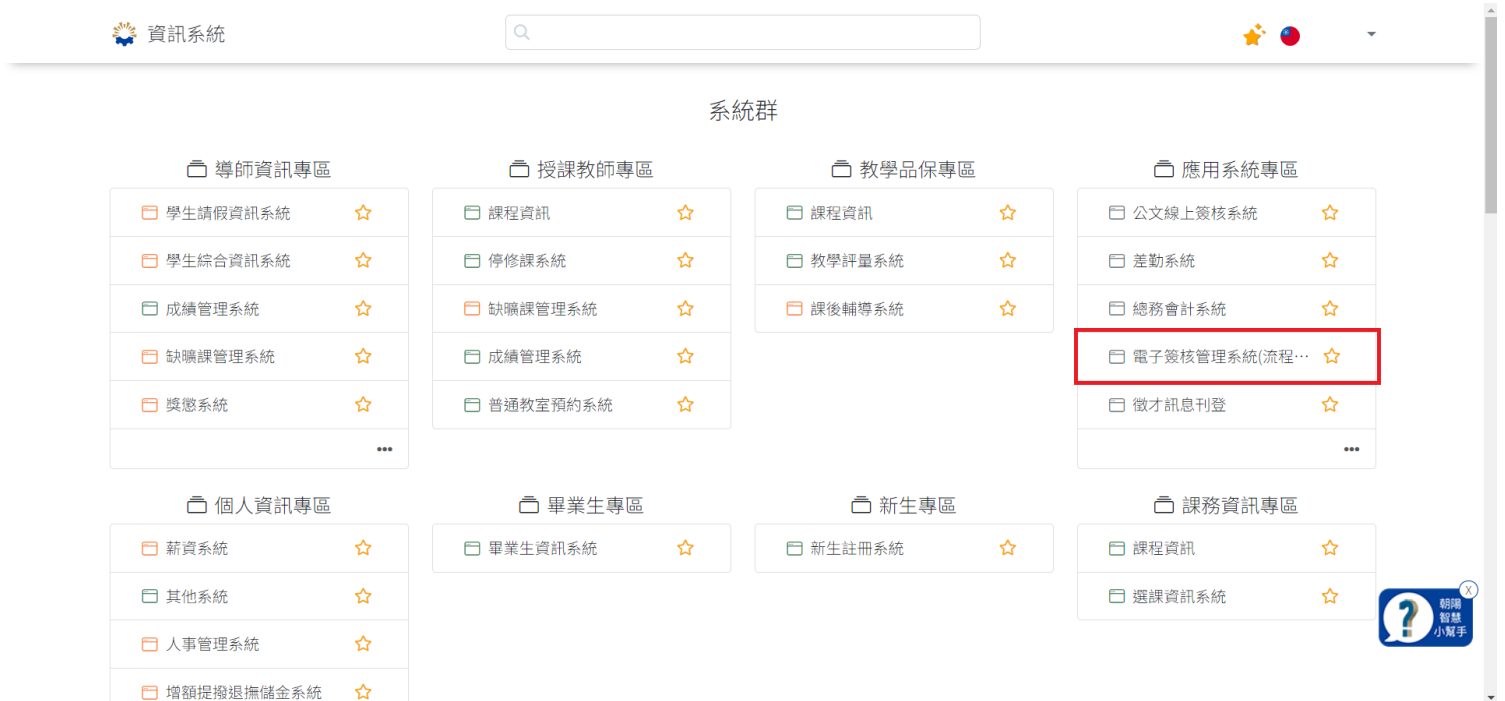 資訊系統
系統群
導師資訊專區
學生請假資訊系統
學生綜合資訊系統
成績管理系統
缺曠課管理系統
獎懲系統
•••
授課教師專區
課程資訊
停修課系統
缺曠課管理系統
成績管理系統
普通教室預約系統
教學品保專區
課程資訊
教學評量系統
課後輔導系統
應用系統專區
公文線上簽核系統
差勤系統
總務會計系統
電子簽核管理系統(流程…
徵才訊息刊登
•••
個人資訊專區
薪資系統
其他系統
人事管理系統
增額提撥退撫儲金系統
畢業生專區
畢業生資訊系統
新生專區
新生註冊系統
課務資訊專區
課程資訊
選課資訊系統
X
?
朝陽
智慧
小幫手